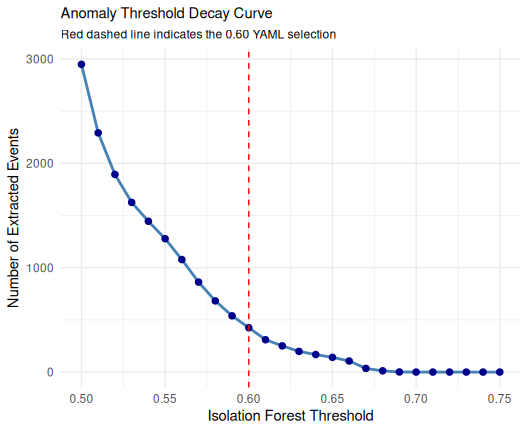 Anomaly Threshold Decay Curve
Red dashed line indicates the 0.60 YAML selection
3000
2000
1000
0
Number of Extracted Events
0.50 0.55 0.60 0.65 0.70 0.75
Isolation Forest Threshold